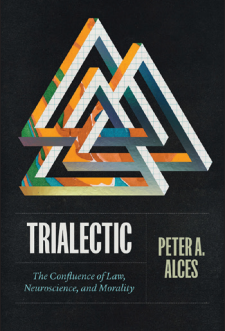 TRIALECTIC
The Confluence of Law,
Neuroscience, and Morality
PETER A.
ALCES